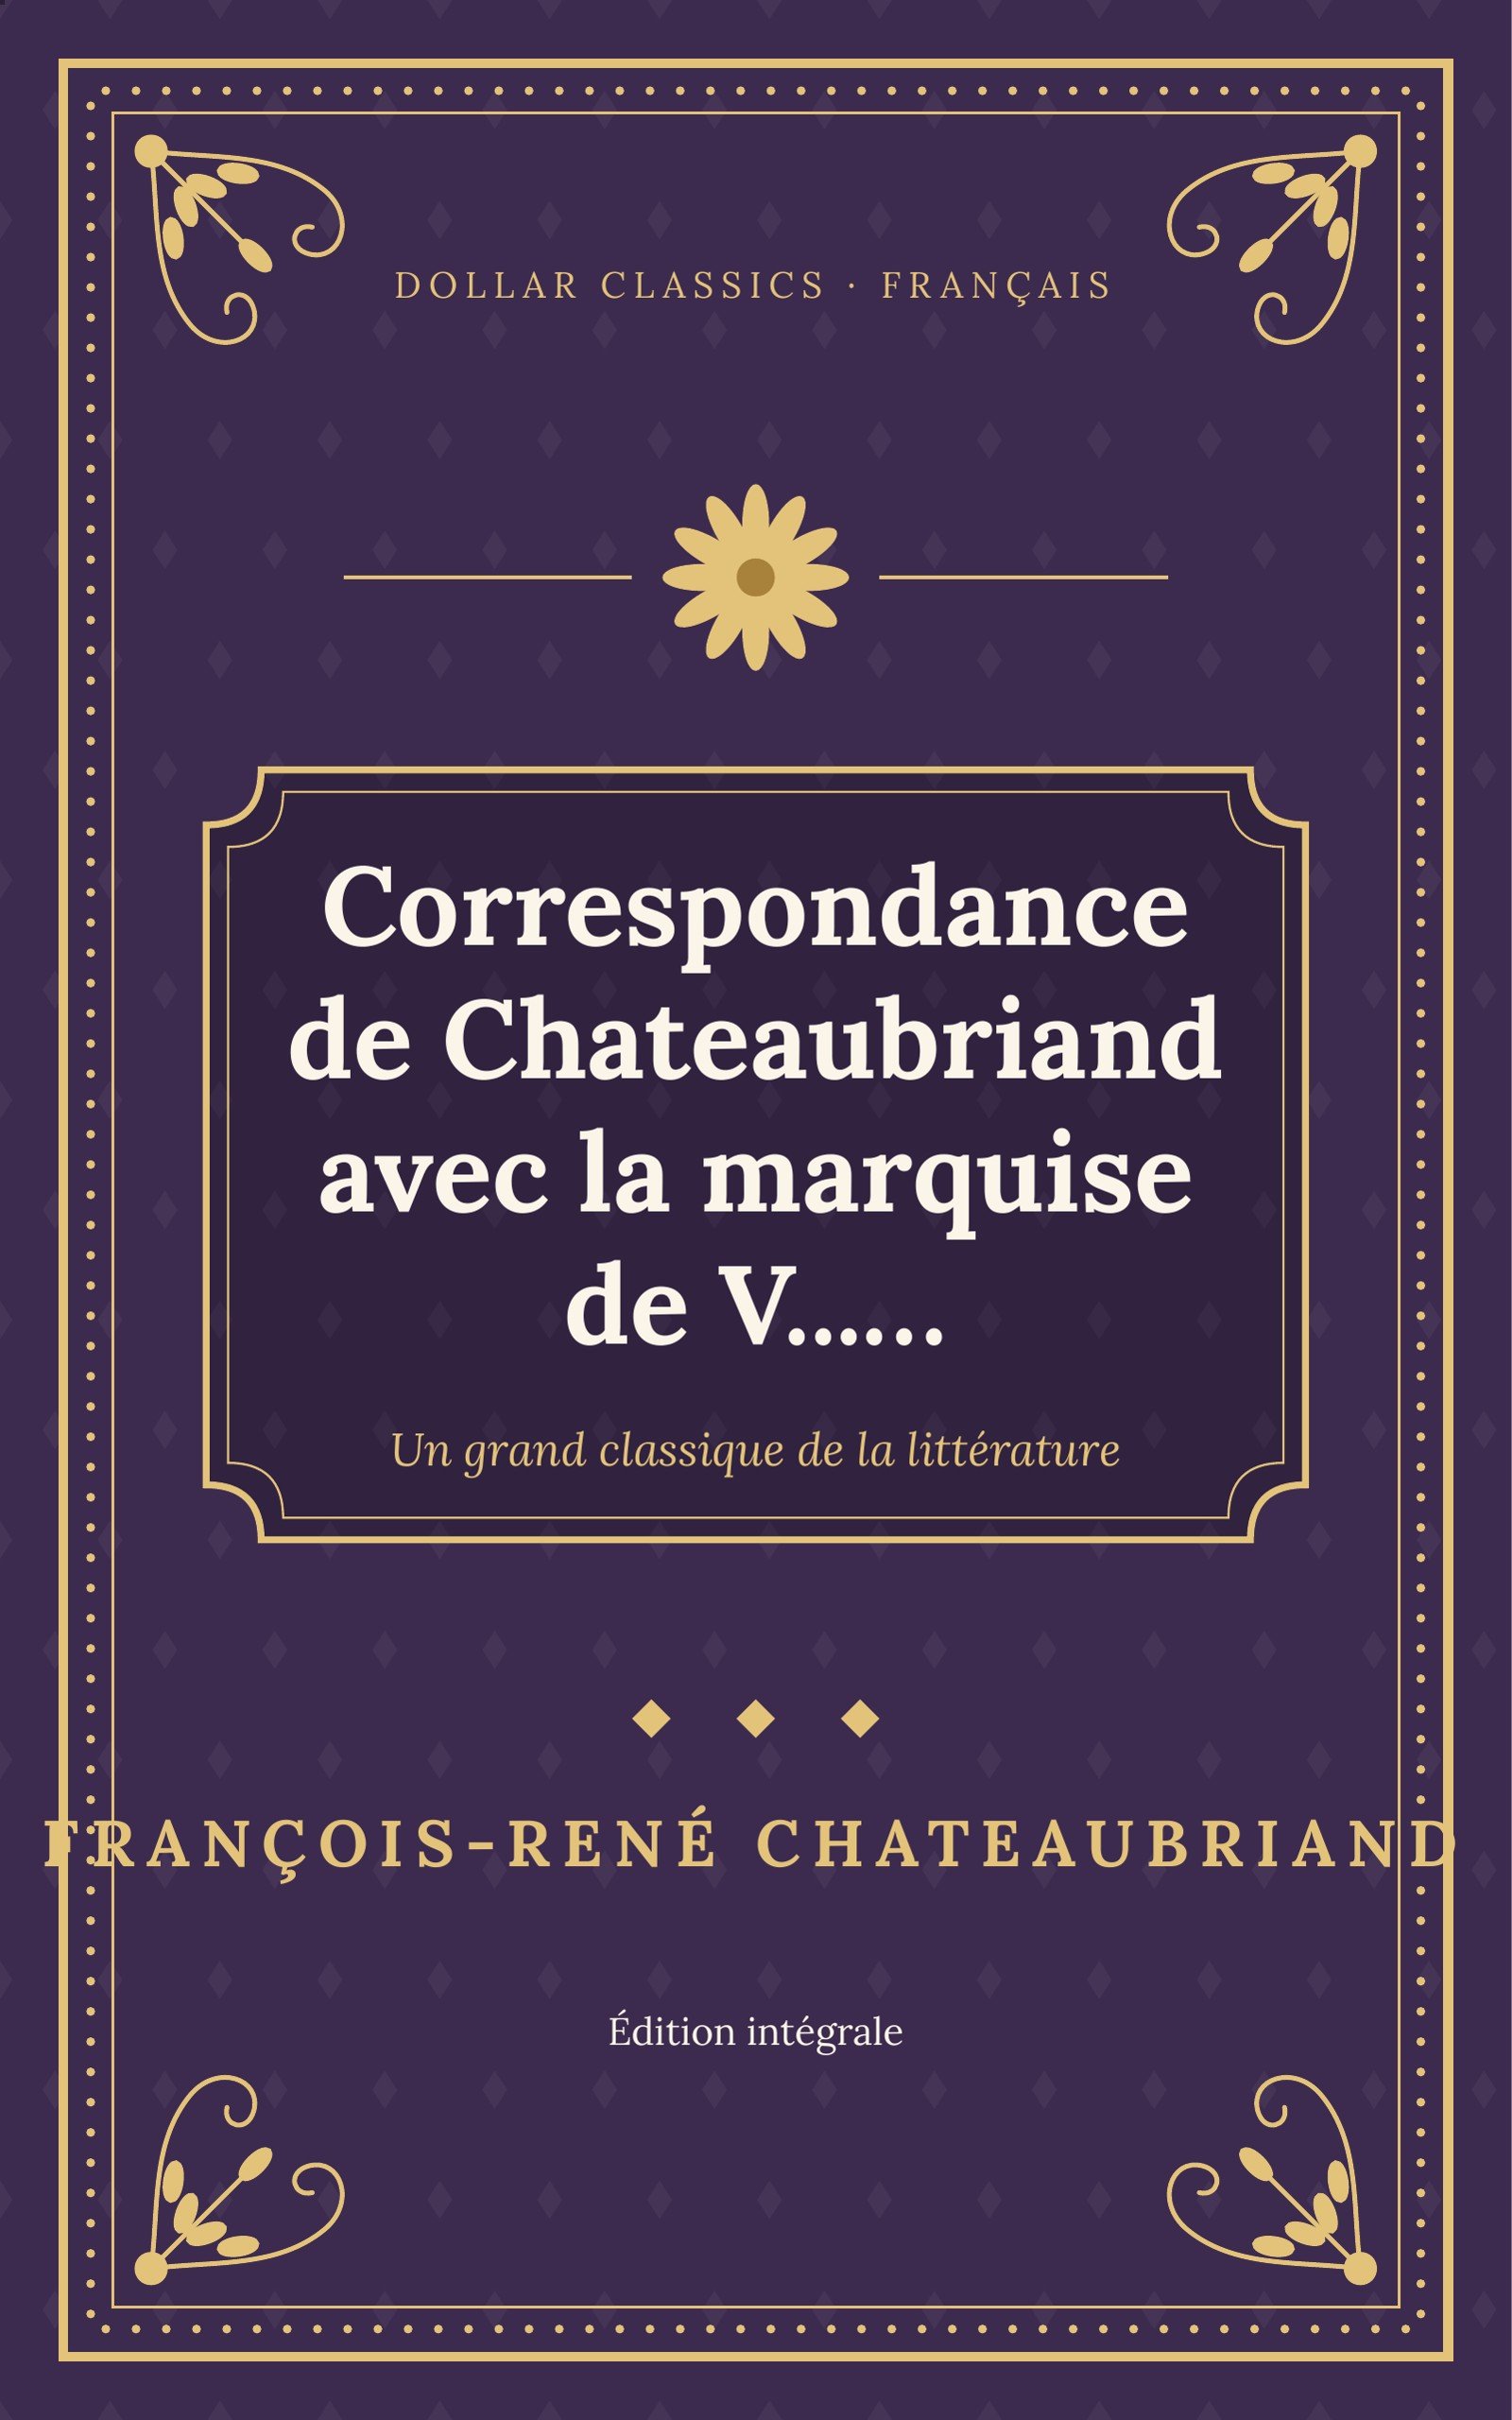 DOLLAR CLASSICS · FRANÇAIS
Correspondance
de Chateaubriand
avec la marquise
de V......
Un grand classique de la littérature
FRANÇOIS-RENÉ CHATEAUBRIAND
Édition intégrale